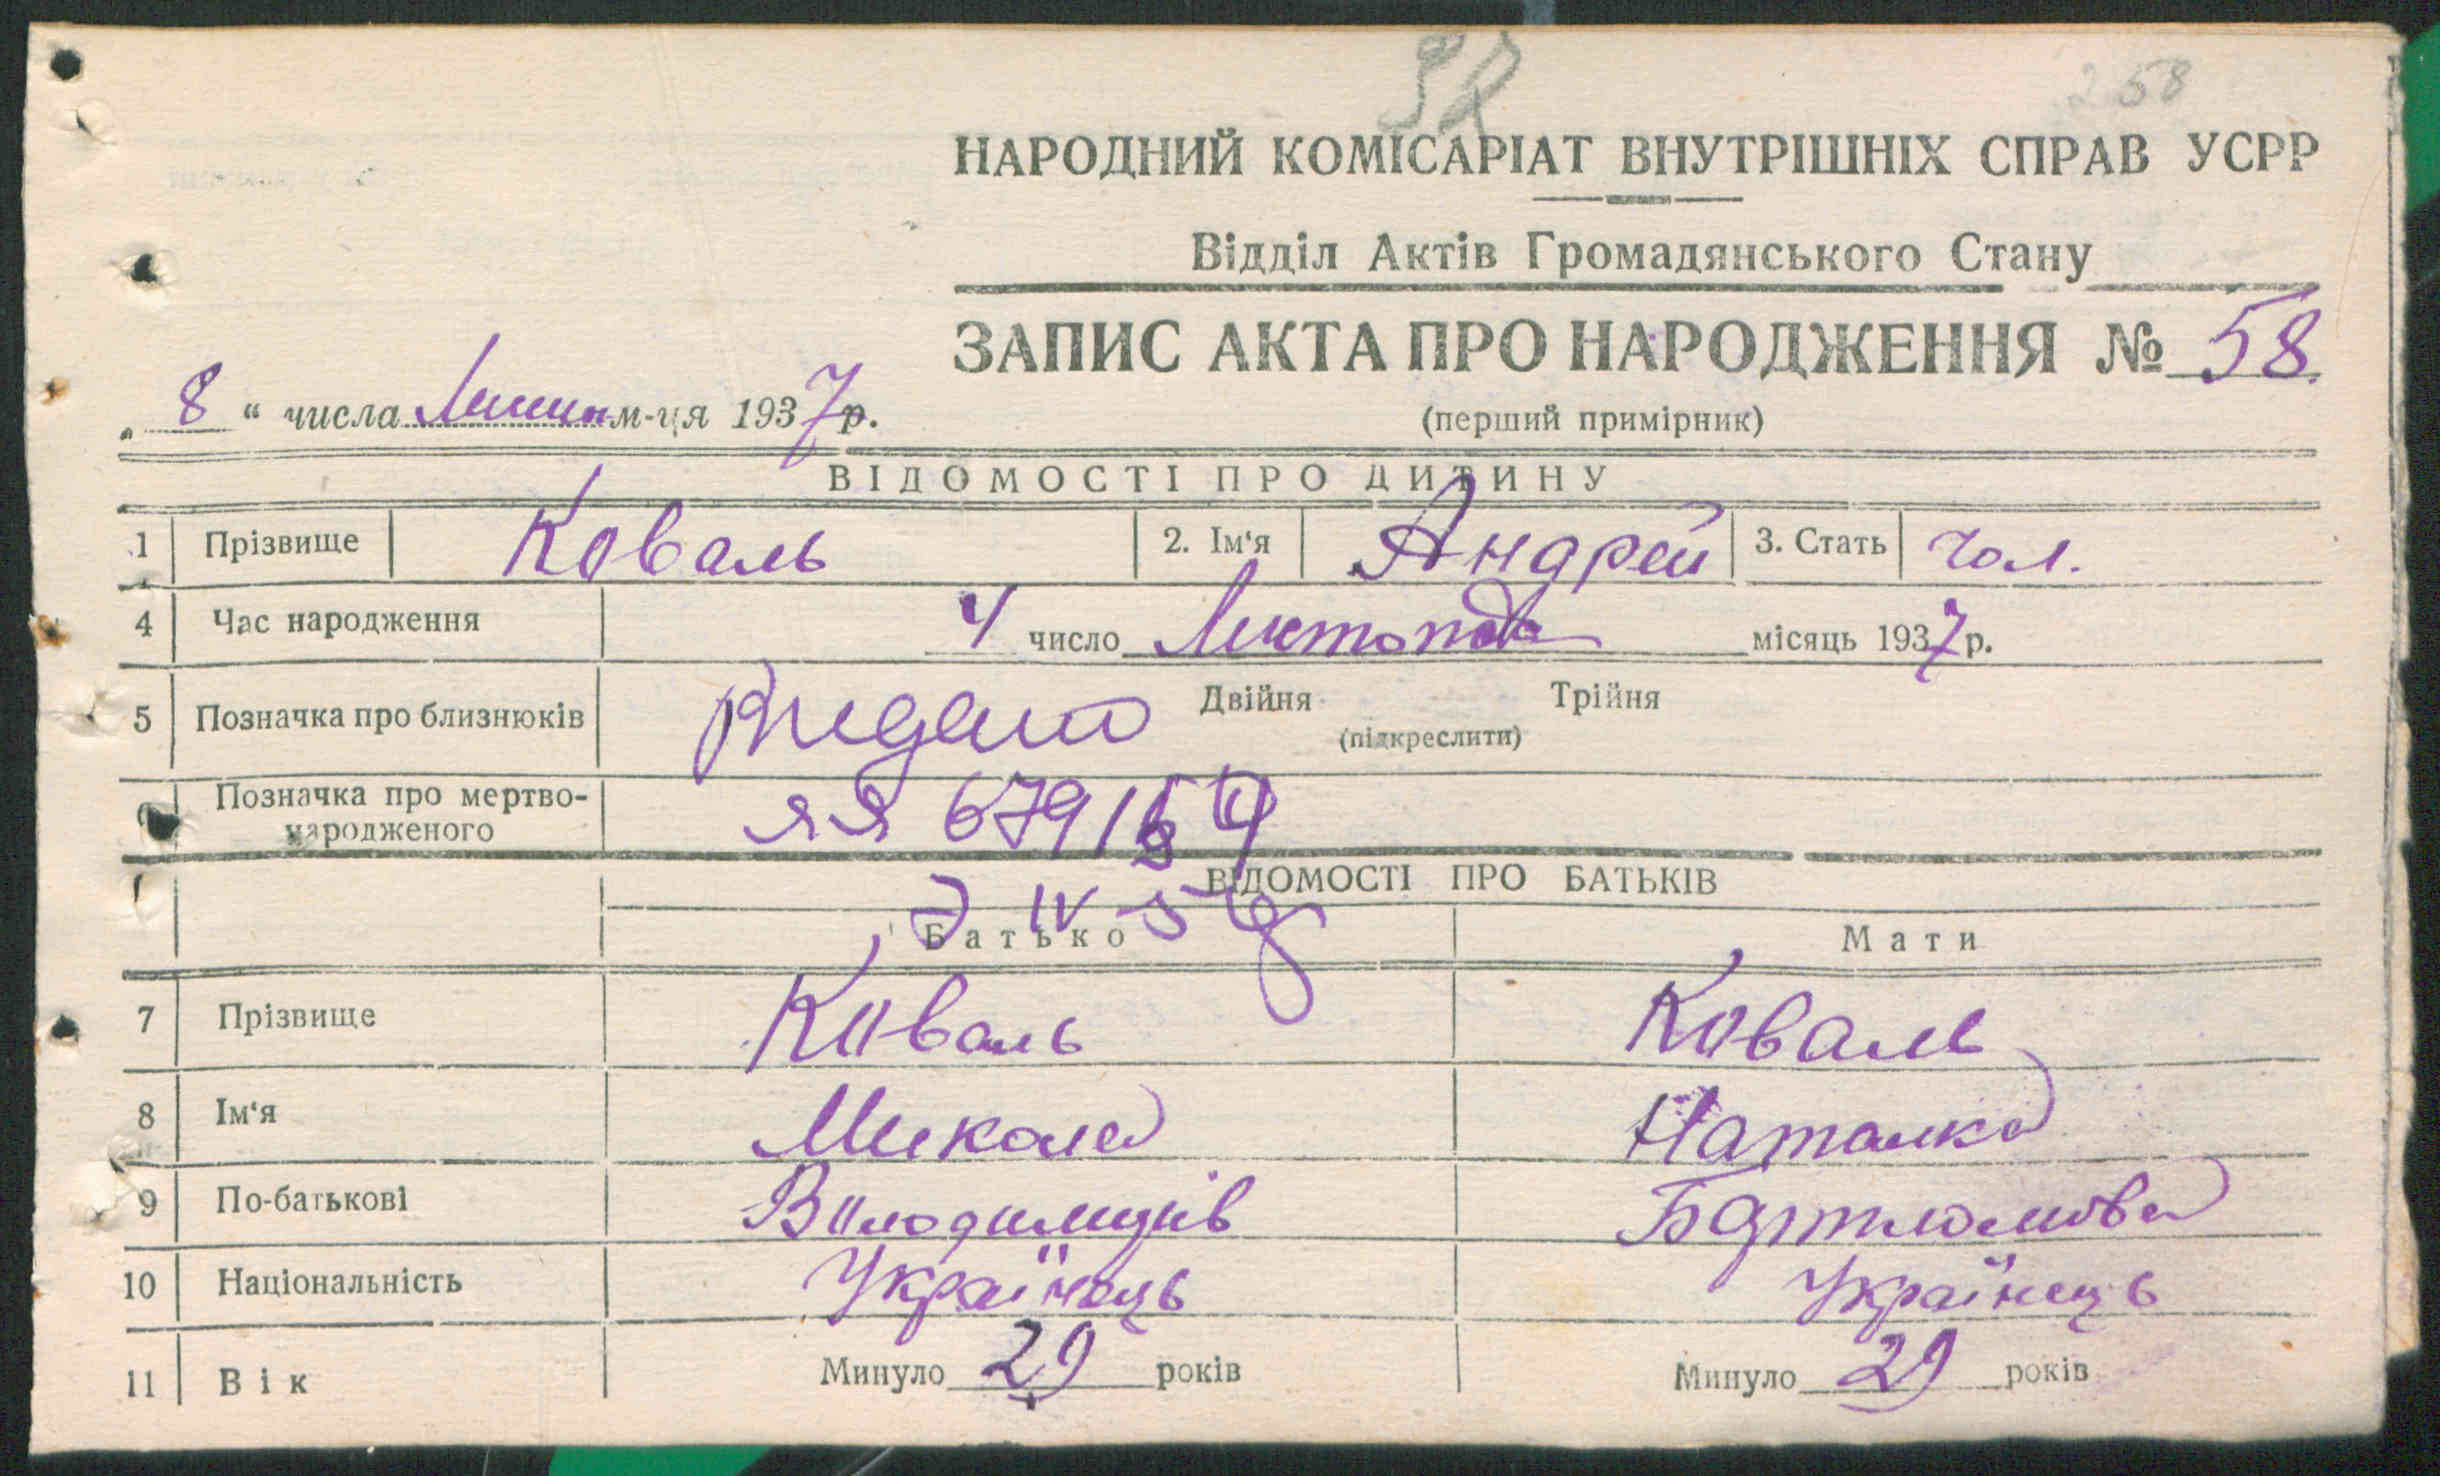 258
НАРОДНИЙ КОМІСАРІАТ ВНУТРІШНІХ СПРАВ УСРР
Відділ Актів Громадянського Стану
ЗАПИС АКТА ПРО НАРОДЖЕННЯ № 58
„ 8 “ числа м-ця 1937 р.
(перший примірник)
ВІДОМОСТІ ПРО ДИТИНУ
1 Прізвище Коваль 2. Ім'я Андрей 3. Стать чол.
4 Час народження 4 число Листопада місяць 1937 р.
5 Позначка про близнюків Двійня Трійня
(підкреслити)
Позначка про мертво-
народженого ЯЯ
ВІДОМОСТІ ПРО БАТЬКІВ
IV
Батько Мати
7 Прізвище Коваль Коваль
8 Ім'я Микола Наталка
9 По-батькові Володимирів
10 Національність Українець Українець
11 Вік Минуло 29 років Минуло 29 років